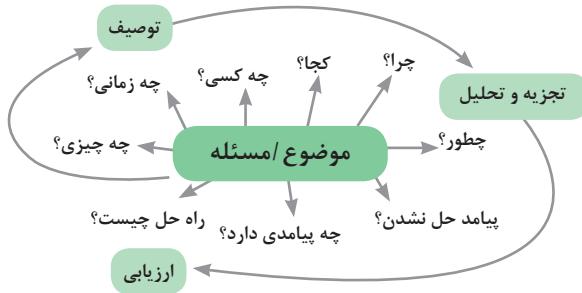 توصیف
چرا؟
کجا؟
چه کسی؟
چه زمانی؟
تجزیه و تحلیل
چطور؟
موضوع /مسئله
چه چیزی؟
پیامد حل نشدن؟
چه پیامدی دارد؟
راه حل چیست؟
ارزیابی